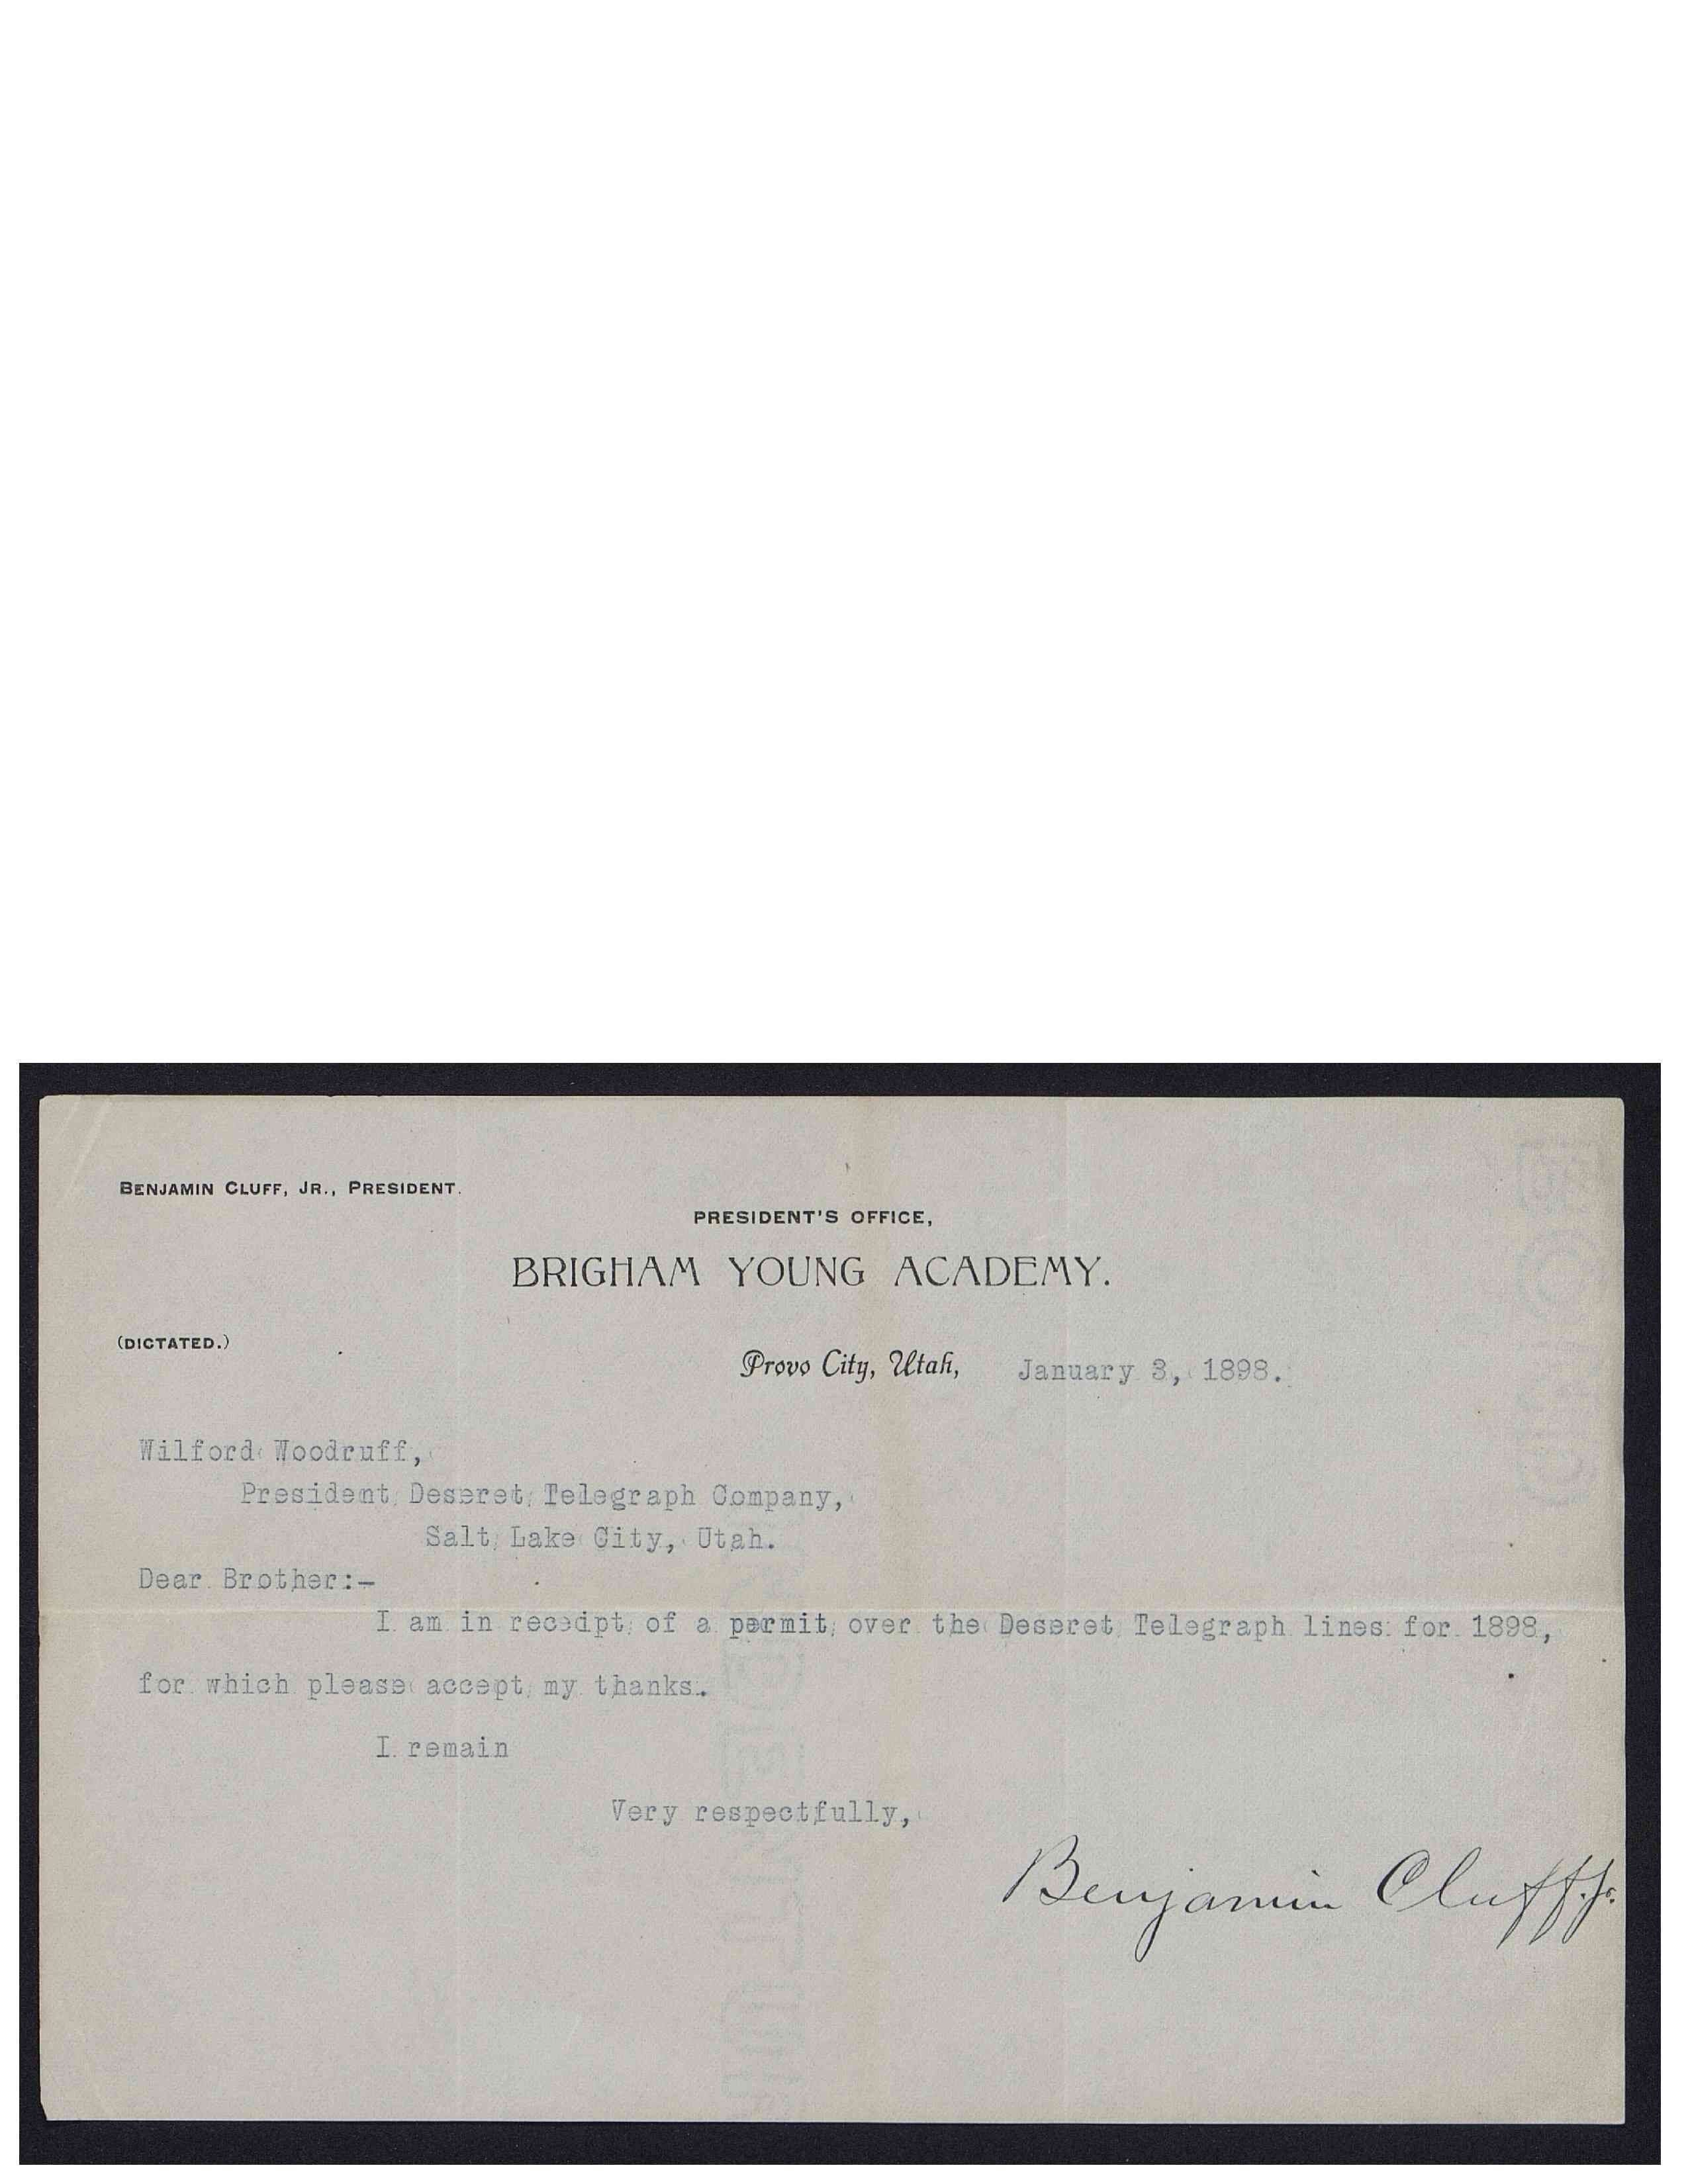 BENJAMIN CLUFF, JR., PRESIDENT.
PRESIDENT'S OFFICE,
BRIGHAM YOUNG ACADEMY.
(DICTATED.)
Provo City, Utah, January 3, 1898.
Wilford Woodruff,
President Deseret Telegraph Company,
Salt Lake City, Utah.
Dear Brother:-
I am in receipt of a permit over the Deseret Telegraph lines for 1898,
for which please accept my thanks.
I remain
Very respectfully,
Benjamin Cluff Jr.